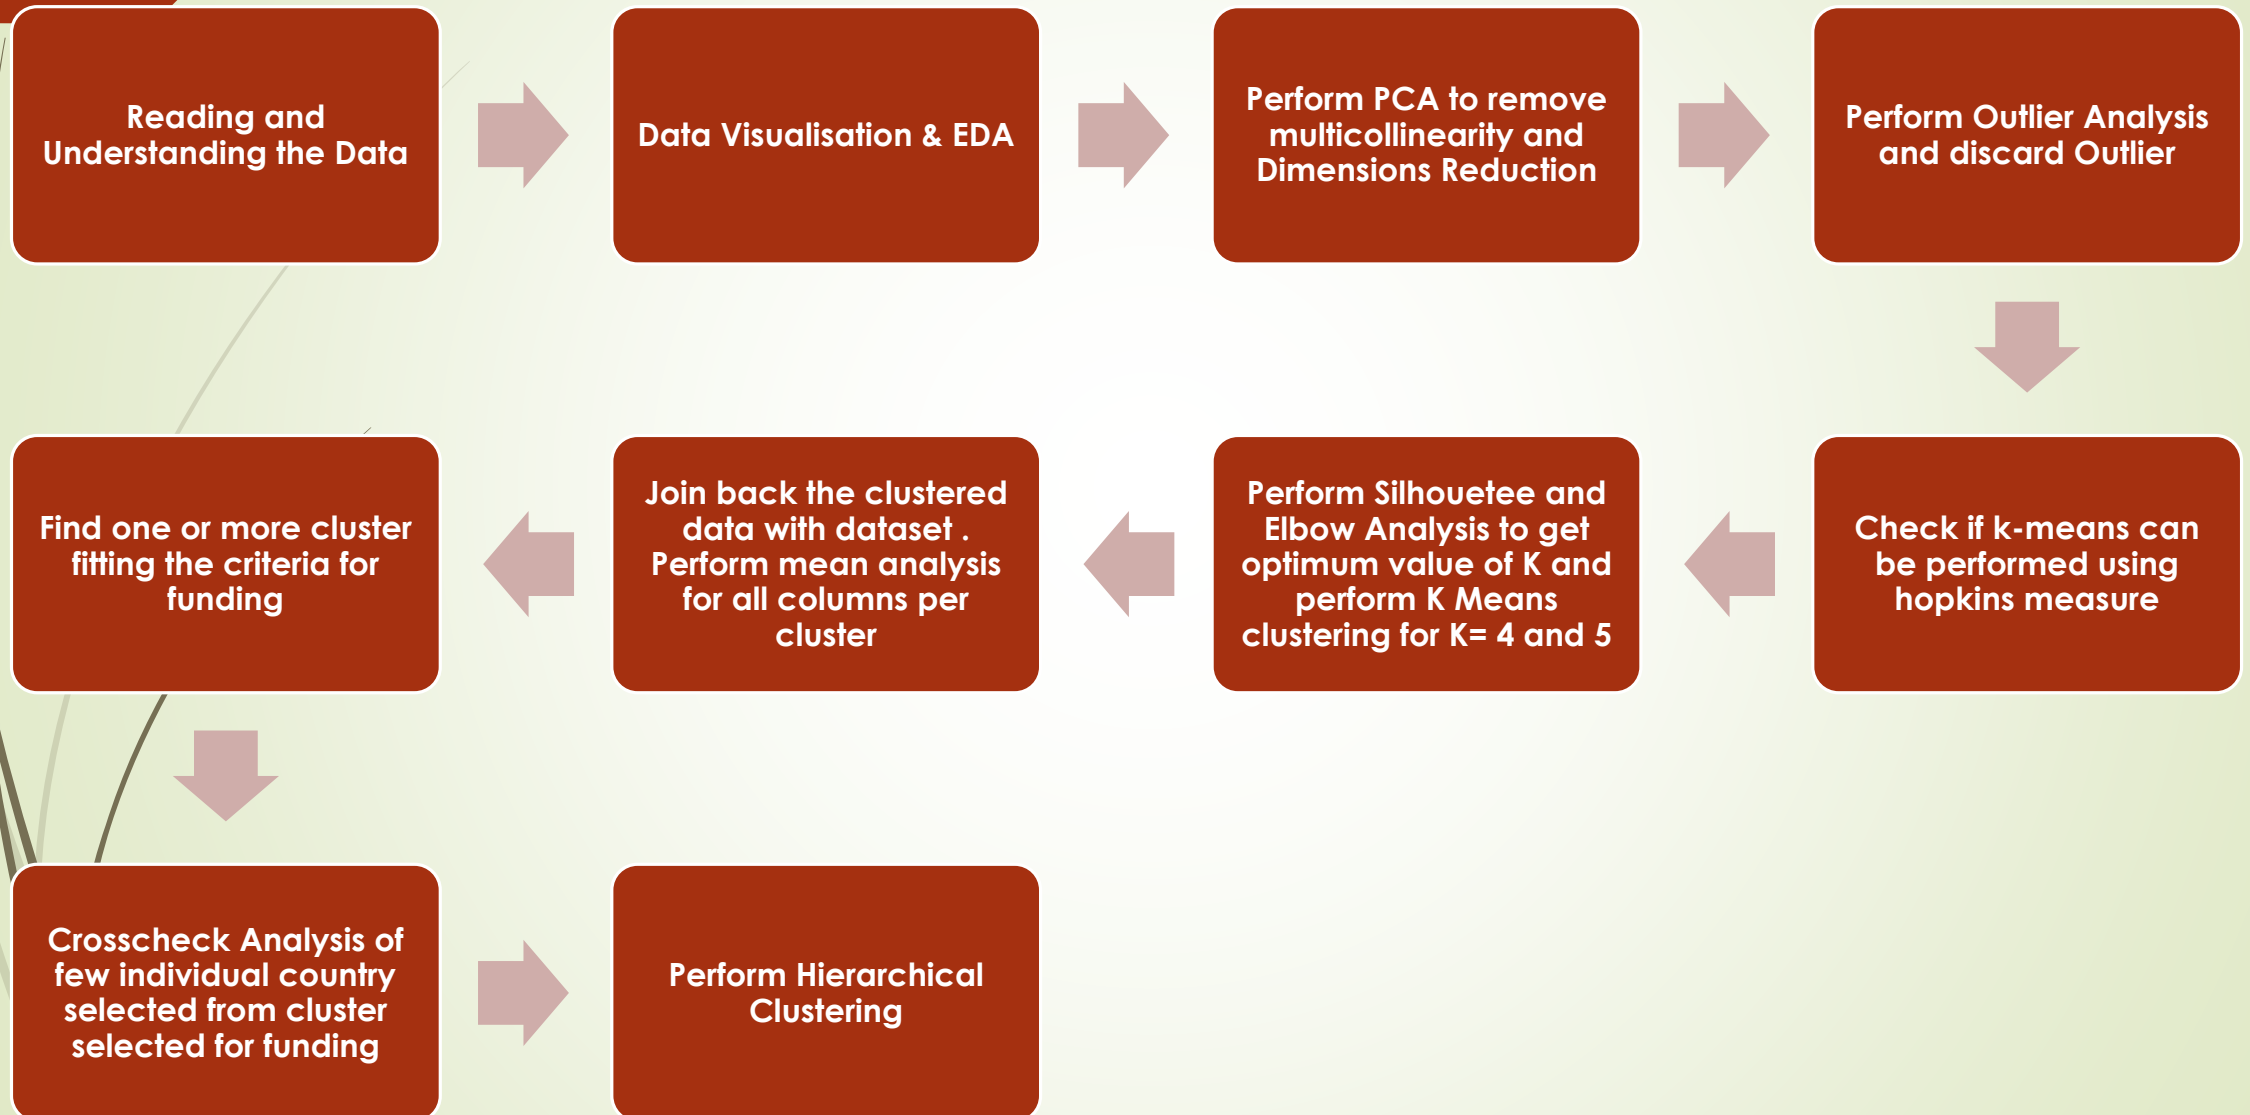 Reading and
Understanding the Data
Data Visualisation & EDA
Perform PCA to remove
multicollinearity and
Dimensions Reduction
Perform Outlier Analysis
and discard Outlier
Check if k-means can
be performed using
hopkins measure
Perform Silhouetee and
Elbow Analysis to get
optimum value of K and
perform K Means
clustering for K= 4 and 5
Join back the clustered
data with dataset .
Perform mean analysis
for all columns per
cluster
Find one or more cluster
fitting the criteria for
funding
Crosscheck Analysis of
few individual country
selected from cluster
selected for funding
Perform Hierarchical
Clustering